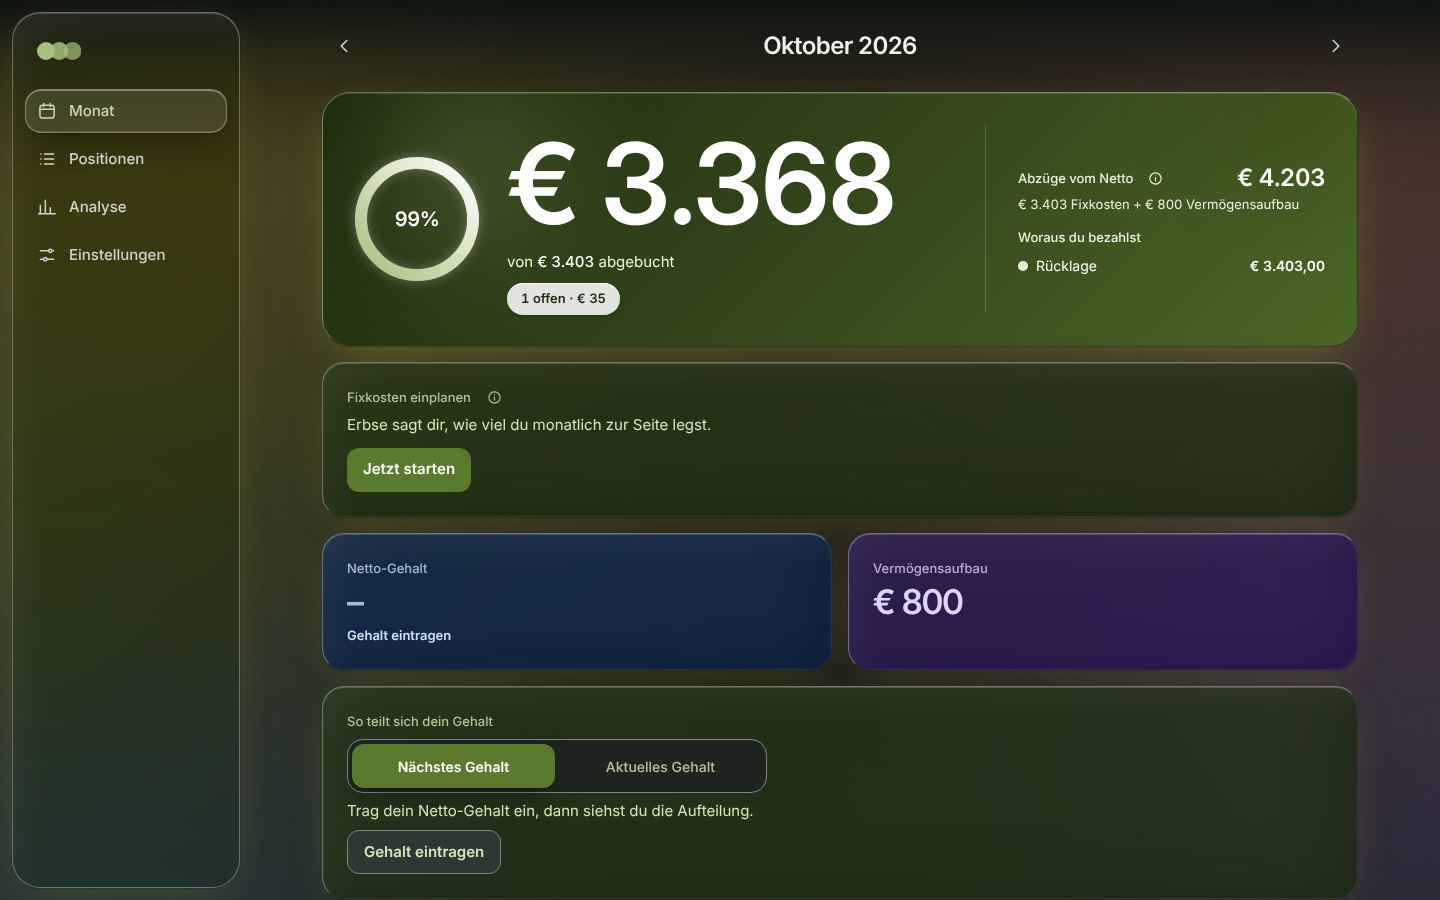 Oktober 2026
Monat
Positionen
Analyse
Einstellungen
99%
€ 3.368
von € 3.403 abgebucht
1 offen · € 35
Abzüge vom Netto € 4.203
€ 3.403 Fixkosten + € 800 Vermögensaufbau
Woraus du bezahlst
Rücklage € 3.403,00
Fixkosten einplanen
Erbse sagt dir, wie viel du monatlich zur Seite legst.
Jetzt starten
Netto-Gehalt
–
Gehalt eintragen
Vermögensaufbau
€ 800
So teilt sich dein Gehalt
Nächstes Gehalt Aktuelles Gehalt
Trag dein Netto-Gehalt ein, dann siehst du die Aufteilung.
Gehalt eintragen